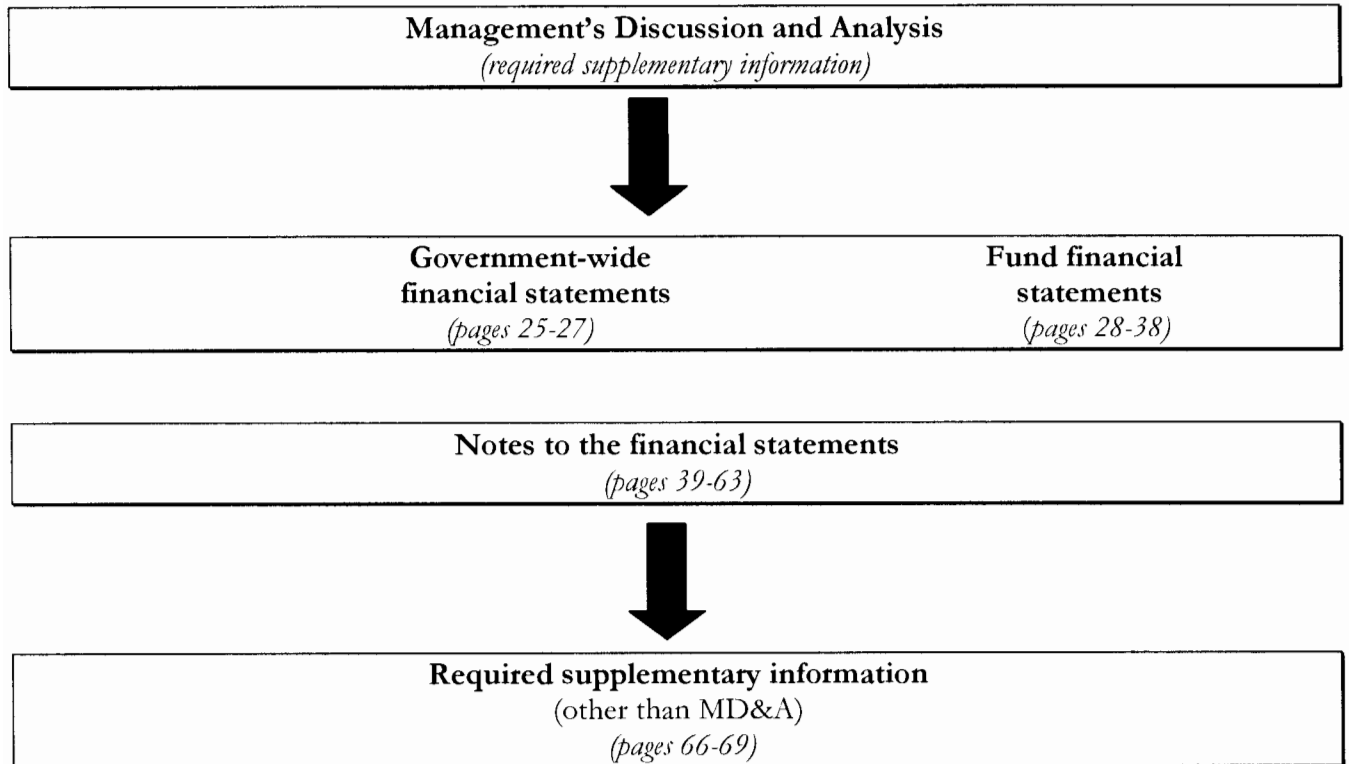 Management's Discussion and Analysis
(required supplementary information)
Government-wide
financial statements
(pages 25-27)
Fund financial
statements
(pages 28-38)
Notes to the financial statements
(pages 39-63)
Required supplementary information
(other than MD&A)
(pages 66-69)